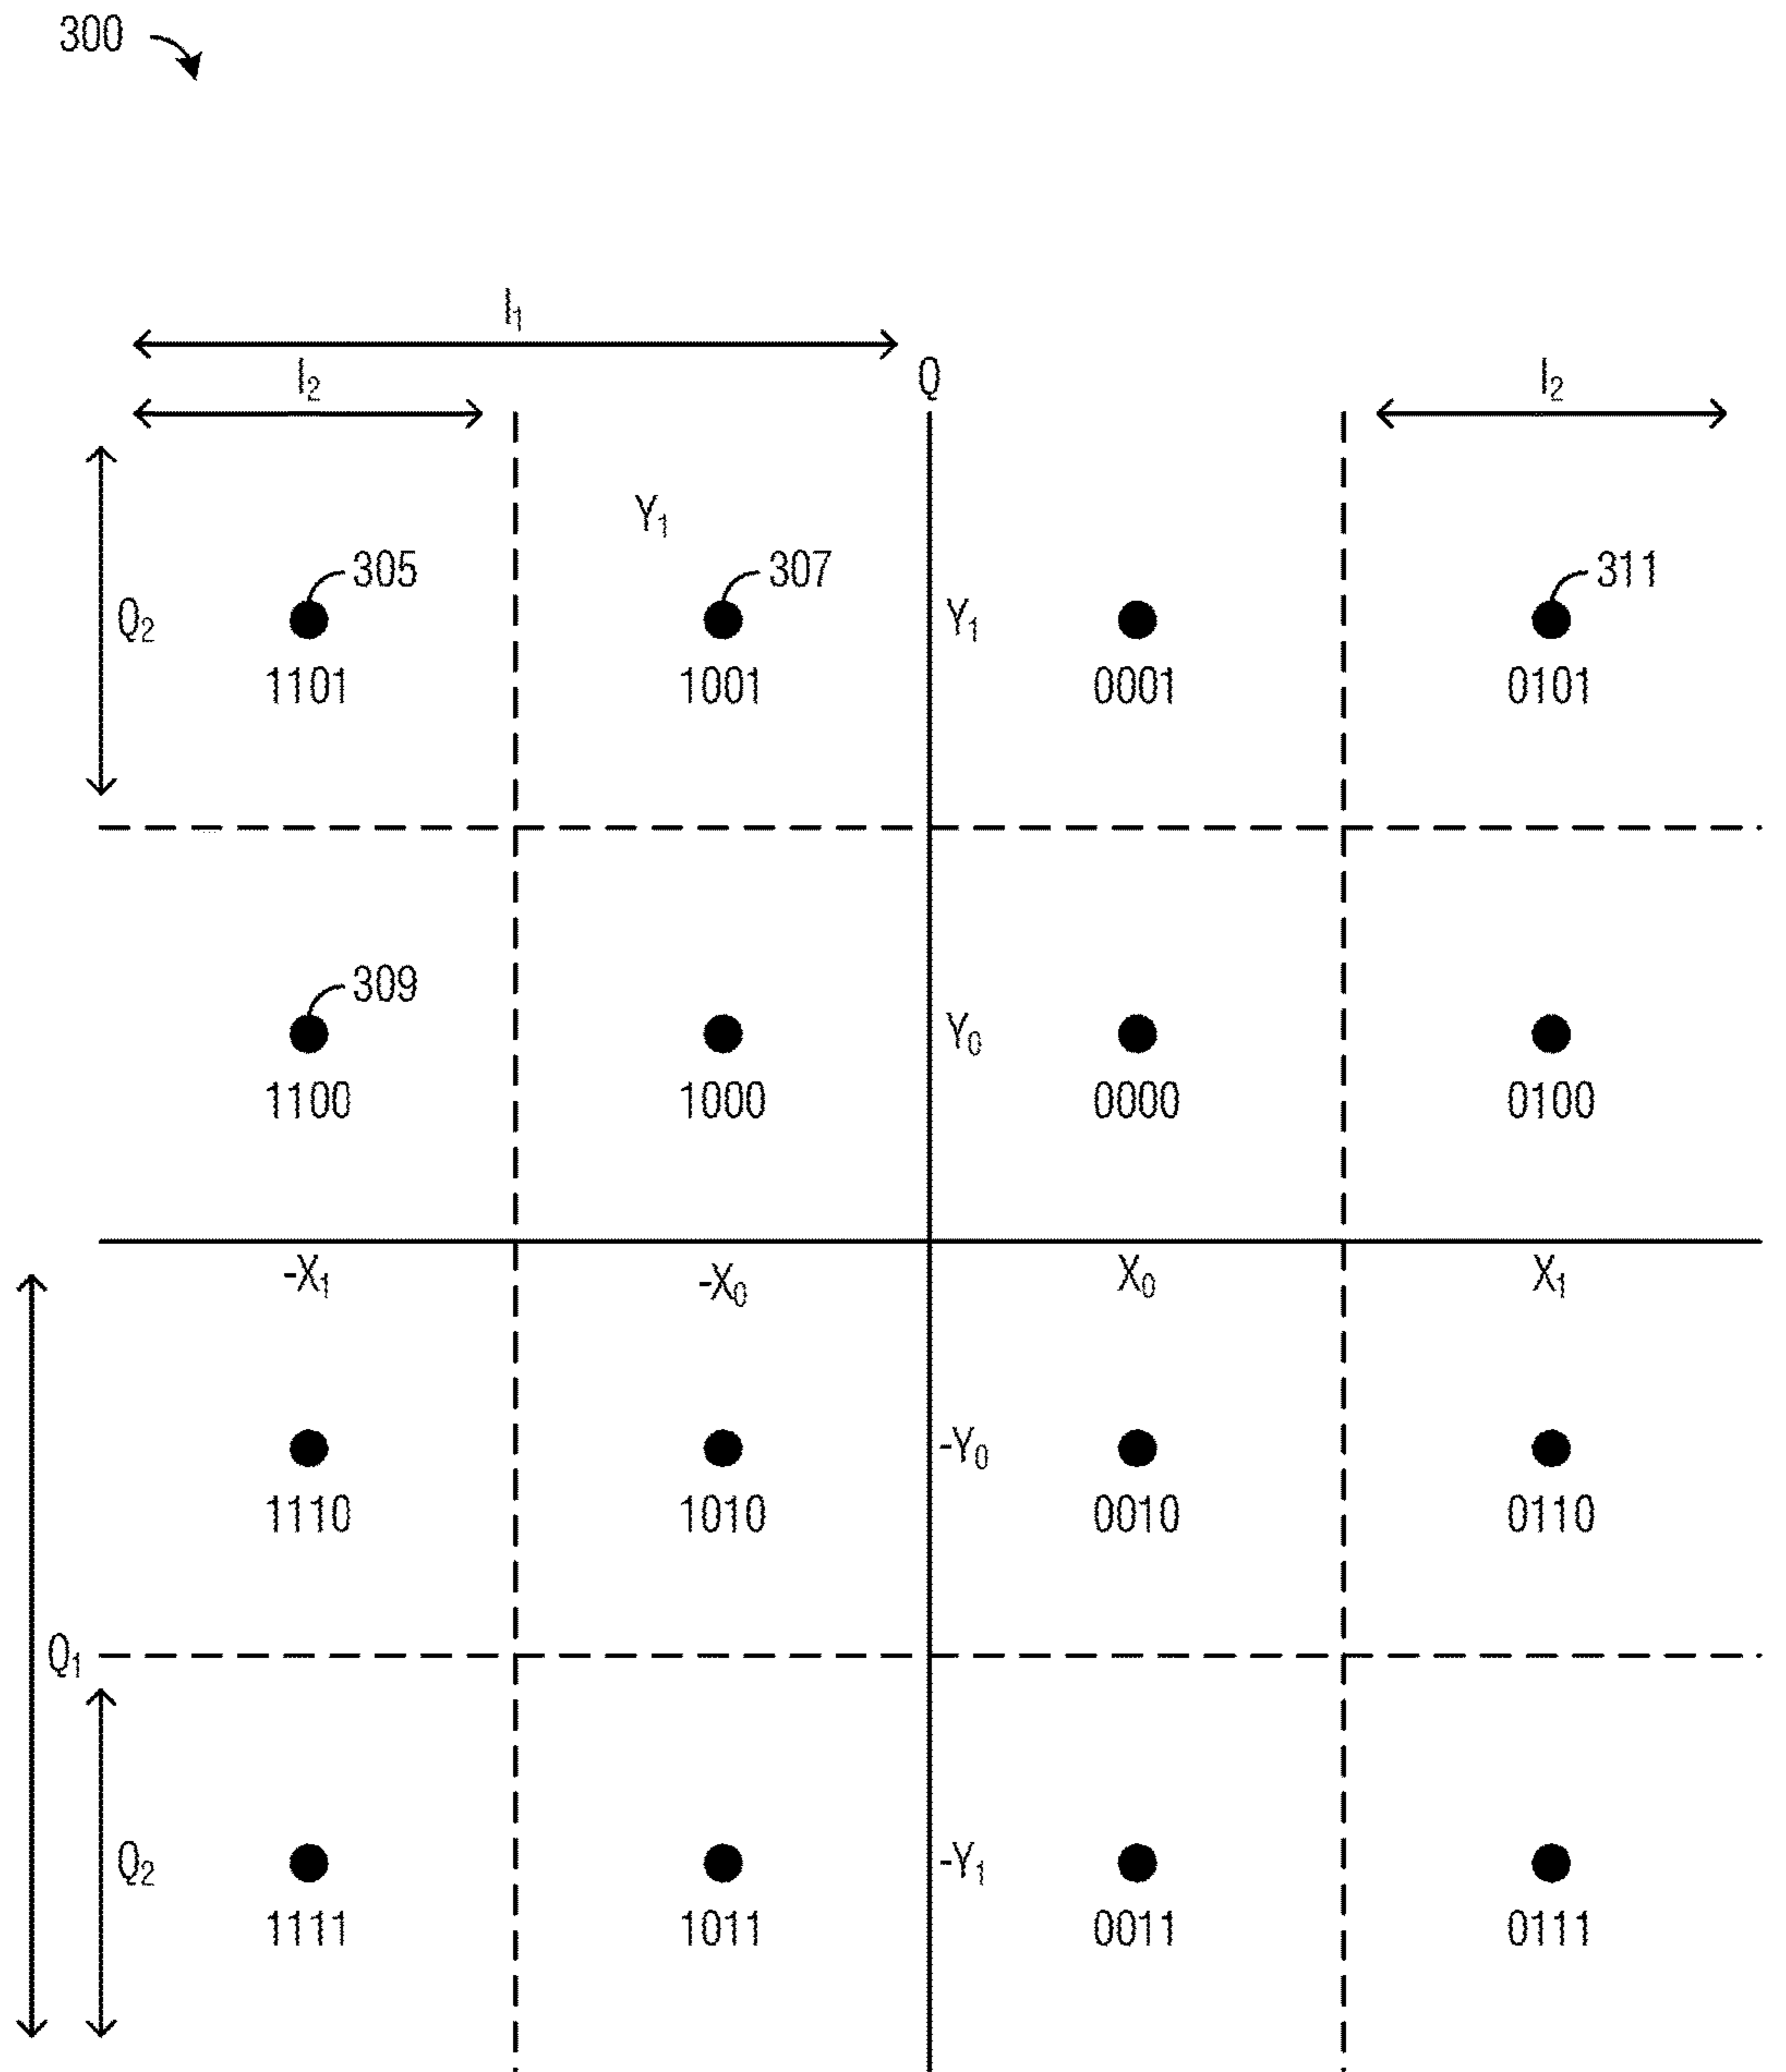 300
I₁
I₂ Q I₂
Y₁
305 307 311
Q₂ Y₁
1101 1001 0001 0101
309
Y₀
1100 1000 0000 0100
-X₁ -X₀ X₀ X₁
-Y₀
1110 1010 0010 0110
Q₁
Q₂ -Y₁
1111 1011 0011 0111